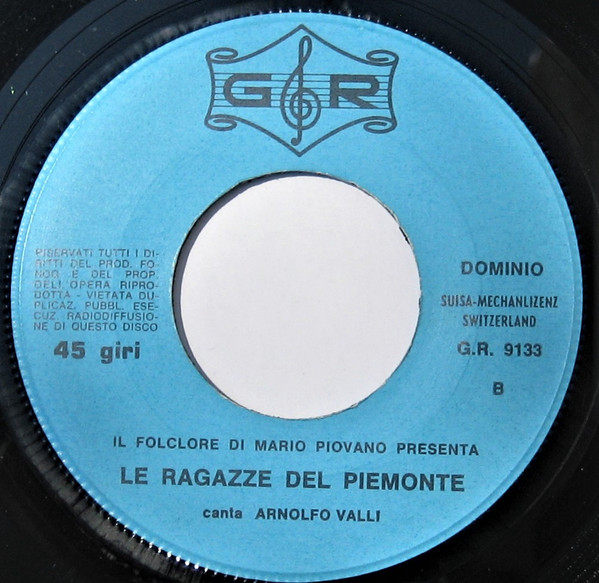 G R
RISERVATI TUTTI I DI-
RITTI DEL PROD. FO-
NOG E DEL PROP.
DELL OPERA RIPRO-
DOTTA - VIETATA DU-
PLICAZ. PUBBL. ESE-
CUZ. RADIODIFFUSIO-
NE DI QUESTO DISCO
45 giri
DOMINIO
SUISA-MECHANLIZENZ
SWITZERLAND
G.R. 9133
B
IL FOLCLORE DI MARIO PIOVANO PRESENTA
LE RAGAZZE DEL PIEMONTE
canta ARNOLFO VALLI